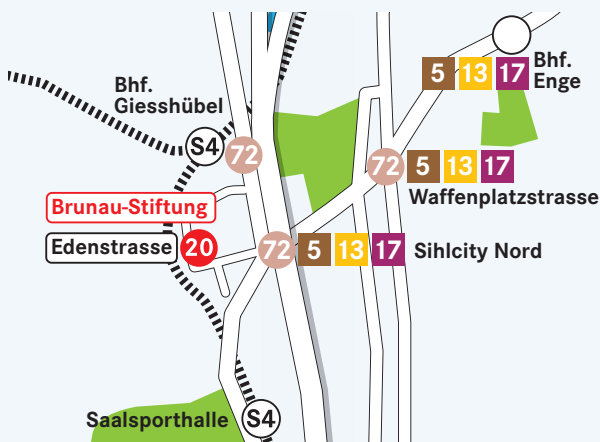 5 13 17
Bhf.
Enge
Bhf.
Giesshübel
S4
72
72 5 13 17
Waffenplatzstrasse
Brunau-Stiftung
Edenstrasse 20
72 5 13 17 Sihlcity Nord
Saalsporthalle S4